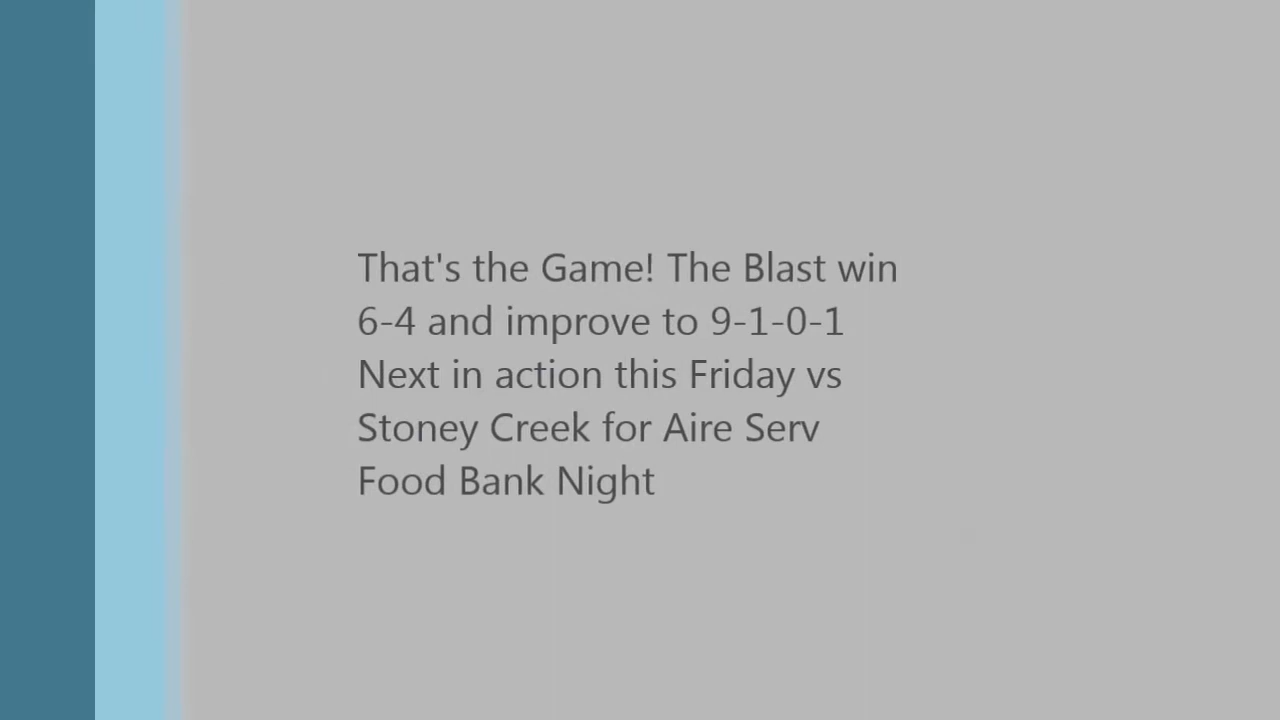 That's the Game! The Blast win
6-4 and improve to 9-1-0-1
Next in action this Friday vs
Stoney Creek for Aire Serv
Food Bank Night